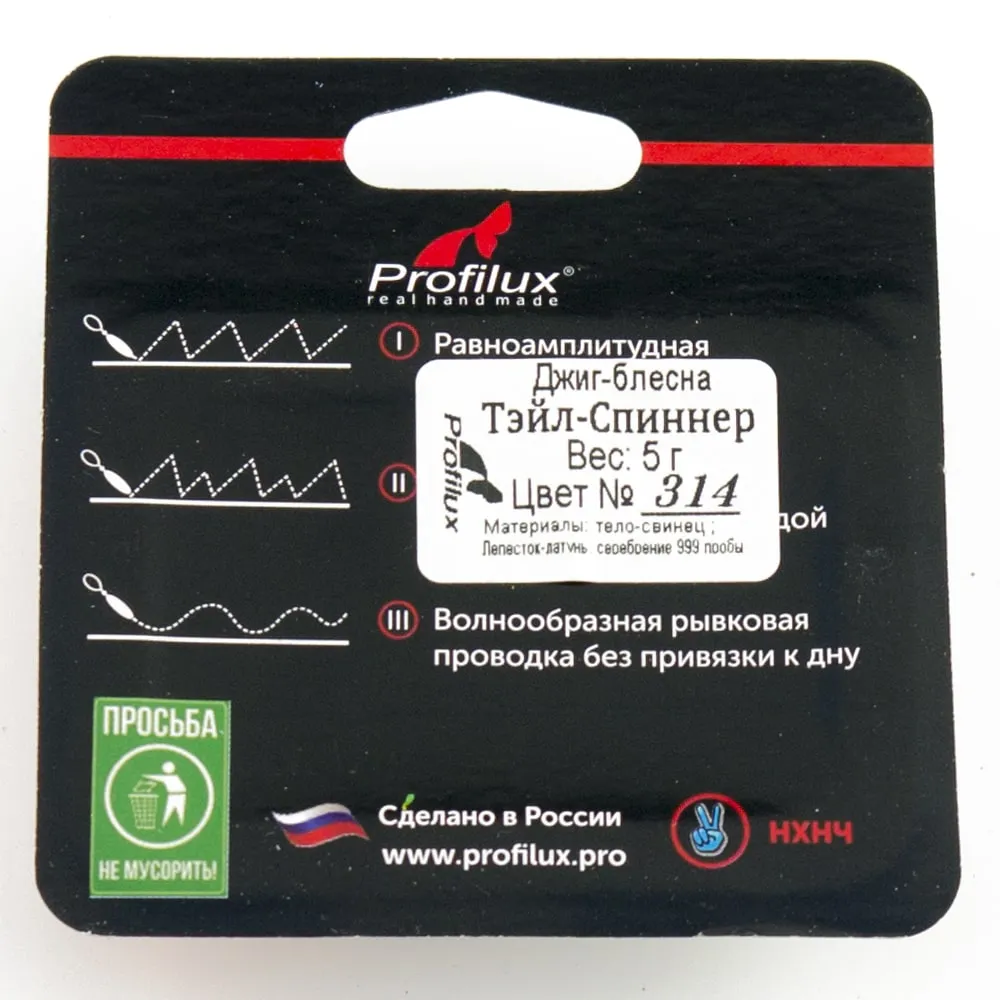 Profilux®
real hand made
I Равноамплитудная
Джиг-блесна
Тэйл-Спиннер
Вес: 5 г
Цвет № 314
Материалы: тело-свинец ;
Лепесток-латунь, серебрение 999 пробы
Profilux
II
III Волнообразная рывковая
проводка без привязки к дну
ПРОСЬБА
НЕ МУСОРИТЬ!
Сделано в России
www.profilux.pro
НХНЧ